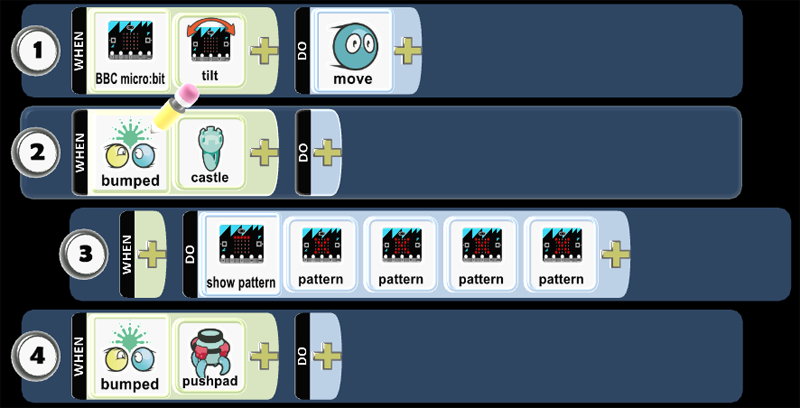 1 WHEN BBC micro:bit tilt DO move
2 WHEN bumped castle DO
3 WHEN DO show pattern pattern pattern pattern pattern
4 WHEN bumped pushpad DO